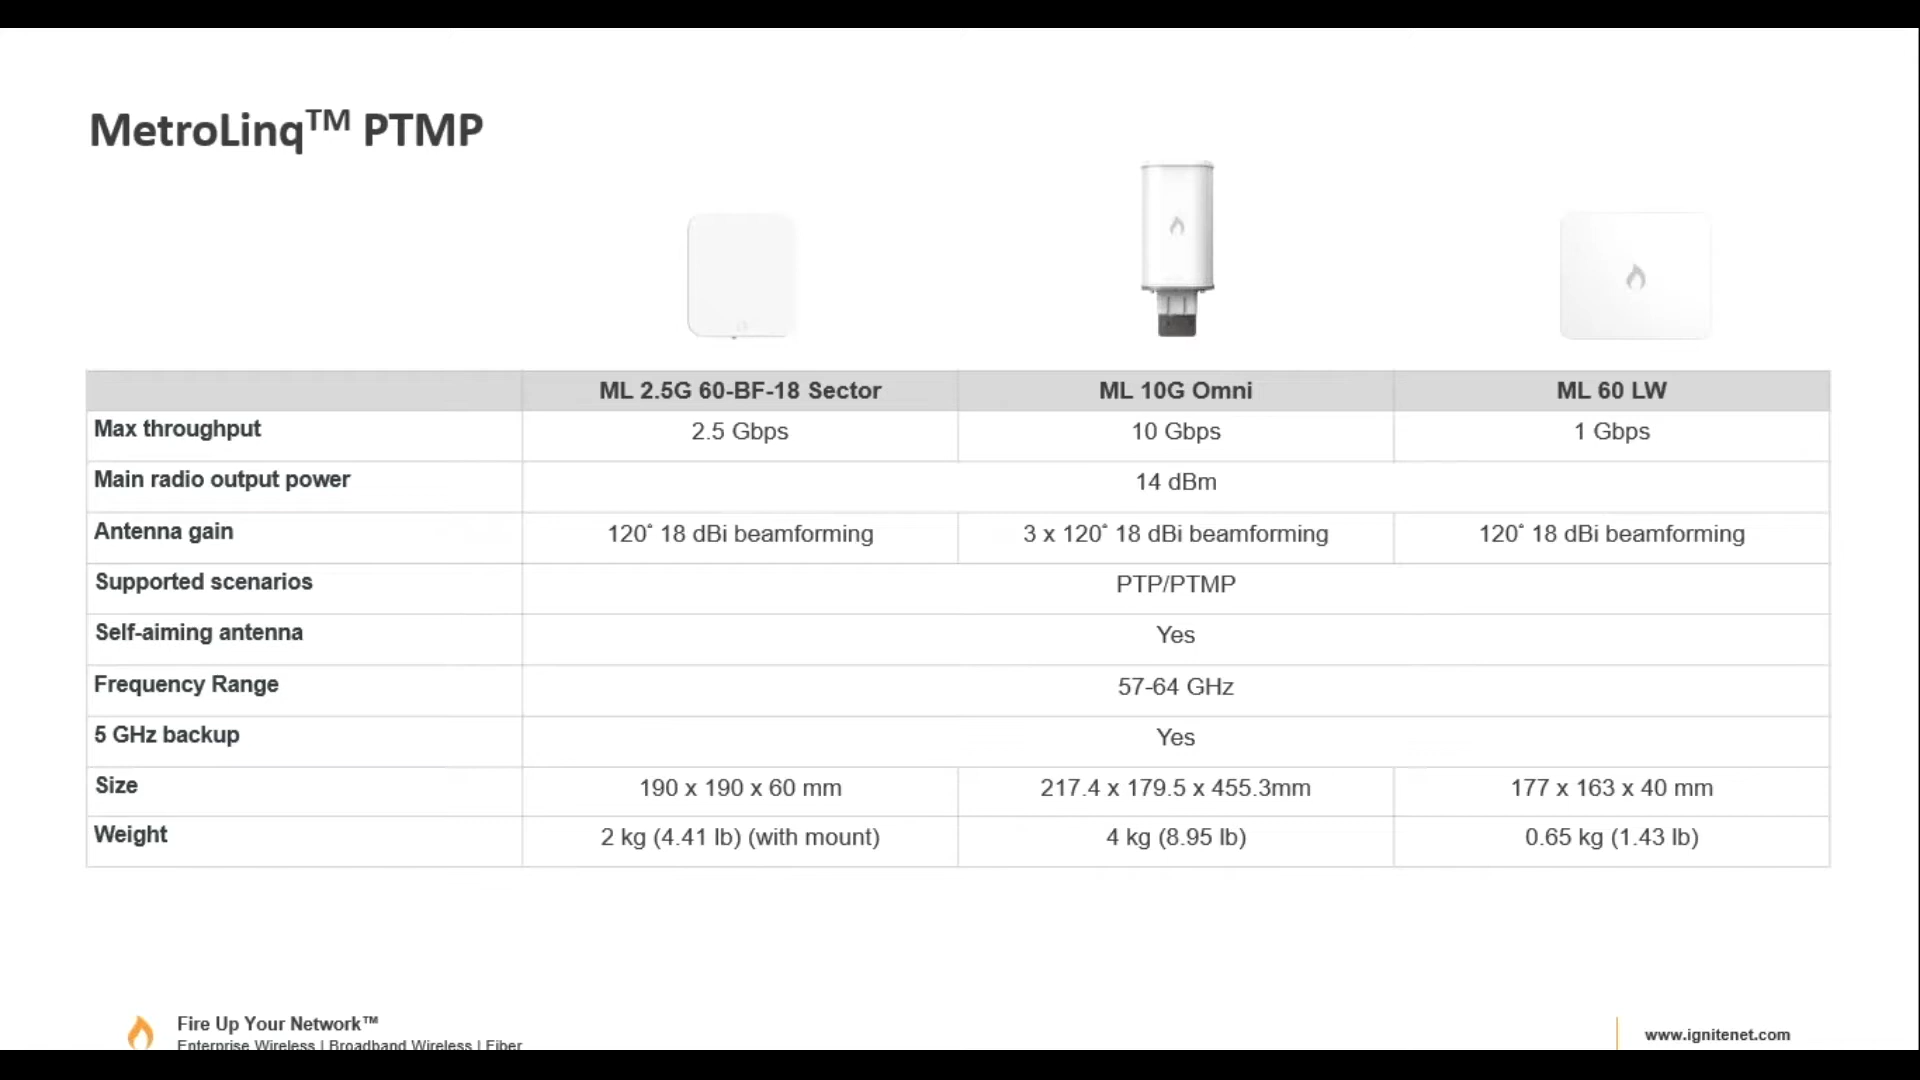 MetroLinq™ PTMP
ML 2.5G 60-BF-18 Sector ML 10G Omni ML 60 LW
Max throughput 2.5 Gbps 10 Gbps 1 Gbps
Main radio output power 14 dBm
Antenna gain 120˚ 18 dBi beamforming 3 x 120˚ 18 dBi beamforming 120˚ 18 dBi beamforming
Supported scenarios PTP/PTMP
Self-aiming antenna Yes
Frequency Range 57-64 GHz
5 GHz backup Yes
Size 190 x 190 x 60 mm 217.4 x 179.5 x 455.3mm 177 x 163 x 40 mm
Weight 2 kg (4.41 lb) (with mount) 4 kg (8.95 lb) 0.65 kg (1.43 lb)
Fire Up Your Network™
Enterprise Wireless | Broadband Wireless | Fiber
www.ignitenet.com